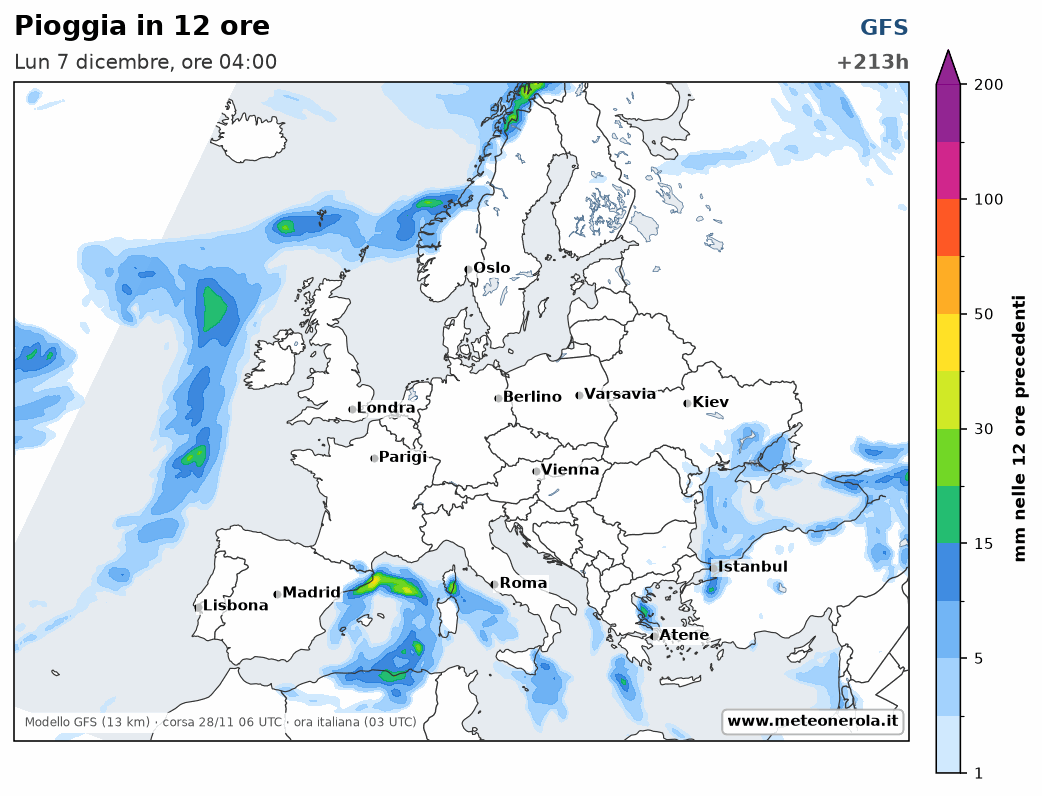 Pioggia in 12 ore
GFS
Lun 7 dicembre, ore 04:00
+213h
200
100
50
30
15
5
1
mm nelle 12 ore precedenti
Oslo
Londra
Berlino
Varsavia
Kiev
Parigi
Vienna
Istanbul
Madrid
Roma
Lisbona
Atene
Modello GFS (13 km) · corsa 28/11 06 UTC · ora italiana (03 UTC)
www.meteonerola.it